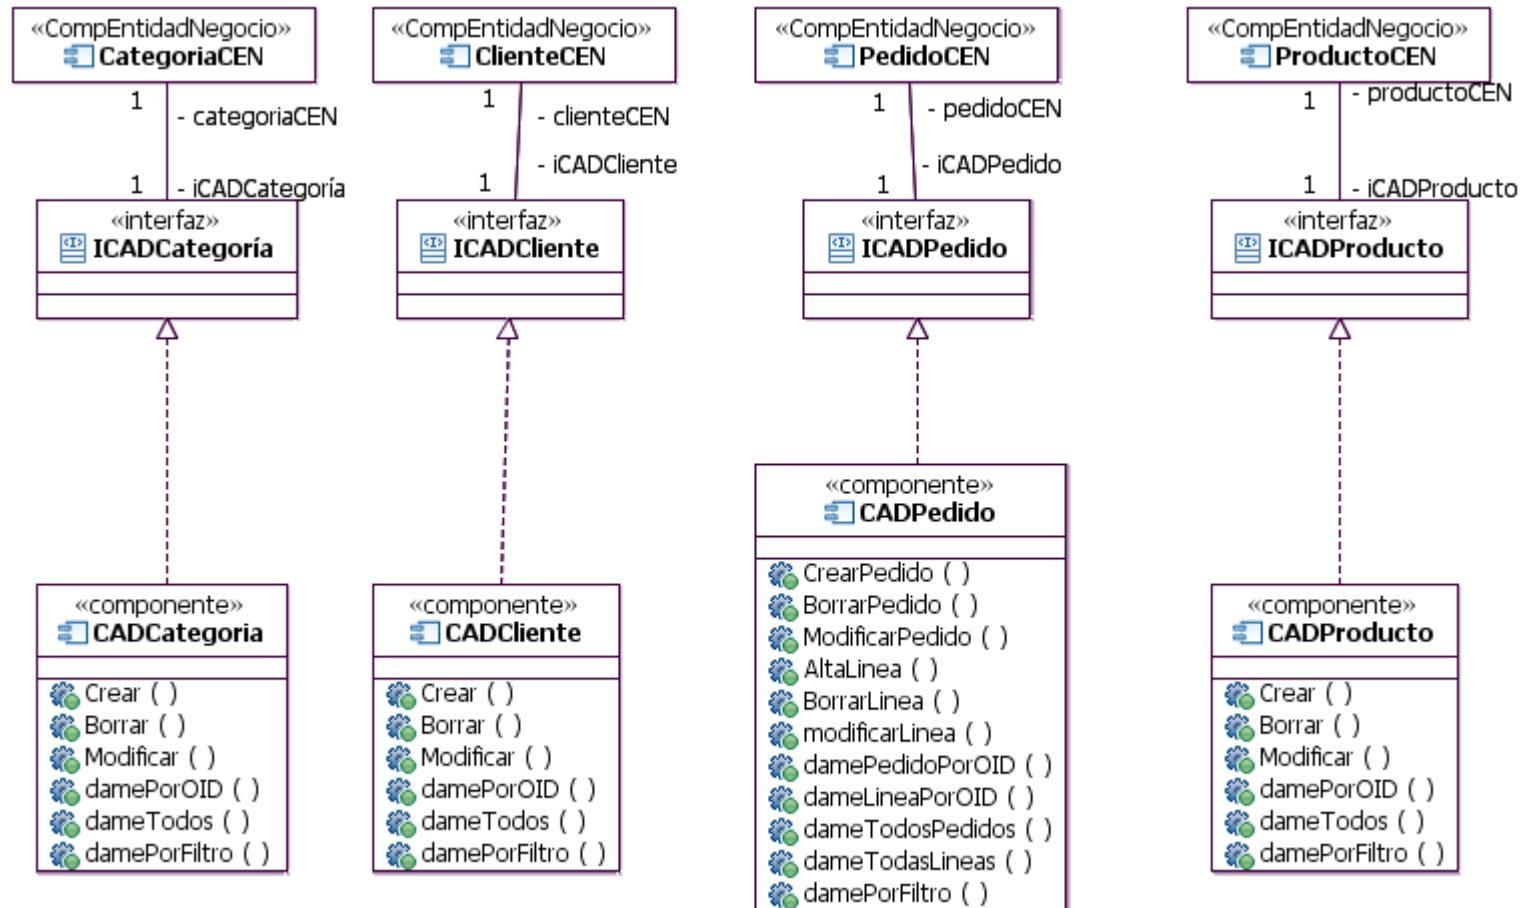 «CompEntidadNegocio»
CategoriaCEN
1
- categoriaCEN
1
- iCADCategoría
«interfaz»
ICADCategoría
«componente»
CADCategoria
Crear ( )
Borrar ( )
Modificar ( )
damePorOID ( )
dameTodos ( )
damePorFiltro ( )
«CompEntidadNegocio»
ClienteCEN
1
- clienteCEN
- iCADCliente
1
«interfaz»
ICADCliente
«componente»
CADCliente
Crear ( )
Borrar ( )
Modificar ( )
damePorOID ( )
dameTodos ( )
damePorFiltro ( )
«CompEntidadNegocio»
PedidoCEN
1
- pedidoCEN
- iCADPedido
1
«interfaz»
ICADPedido
«componente»
CADPedido
CrearPedido ( )
BorrarPedido ( )
ModificarPedido ( )
AltaLinea ( )
BorrarLinea ( )
modificarLinea ( )
damePedidoPorOID ( )
dameLineaPorOID ( )
dameTodosPedidos ( )
dameTodasLineas ( )
damePorFiltro ( )
«CompEntidadNegocio»
ProductoCEN
1
- productoCEN
1
- iCADProducto
«interfaz»
ICADProducto
«componente»
CADProducto
Crear ( )
Borrar ( )
Modificar ( )
damePorOID ( )
dameTodos ( )
damePorFiltro ( )